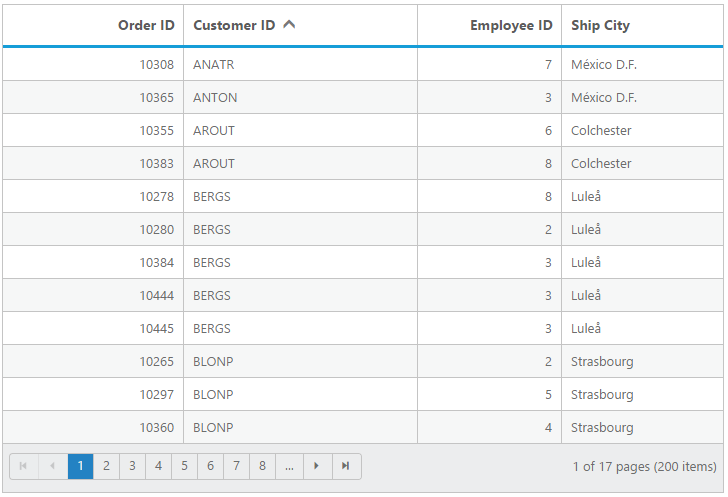 Order ID Customer ID Employee ID Ship City
10308 ANATR 7 México D.F.
10365 ANTON 3 México D.F.
10355 AROUT 6 Colchester
10383 AROUT 8 Colchester
10278 BERGS 8 Luleå
10280 BERGS 2 Luleå
10384 BERGS 3 Luleå
10444 BERGS 3 Luleå
10445 BERGS 3 Luleå
10265 BLONP 2 Strasbourg
10297 BLONP 5 Strasbourg
10360 BLONP 4 Strasbourg
1 2 3 4 5 6 7 8 ... 1 of 17 pages (200 items)